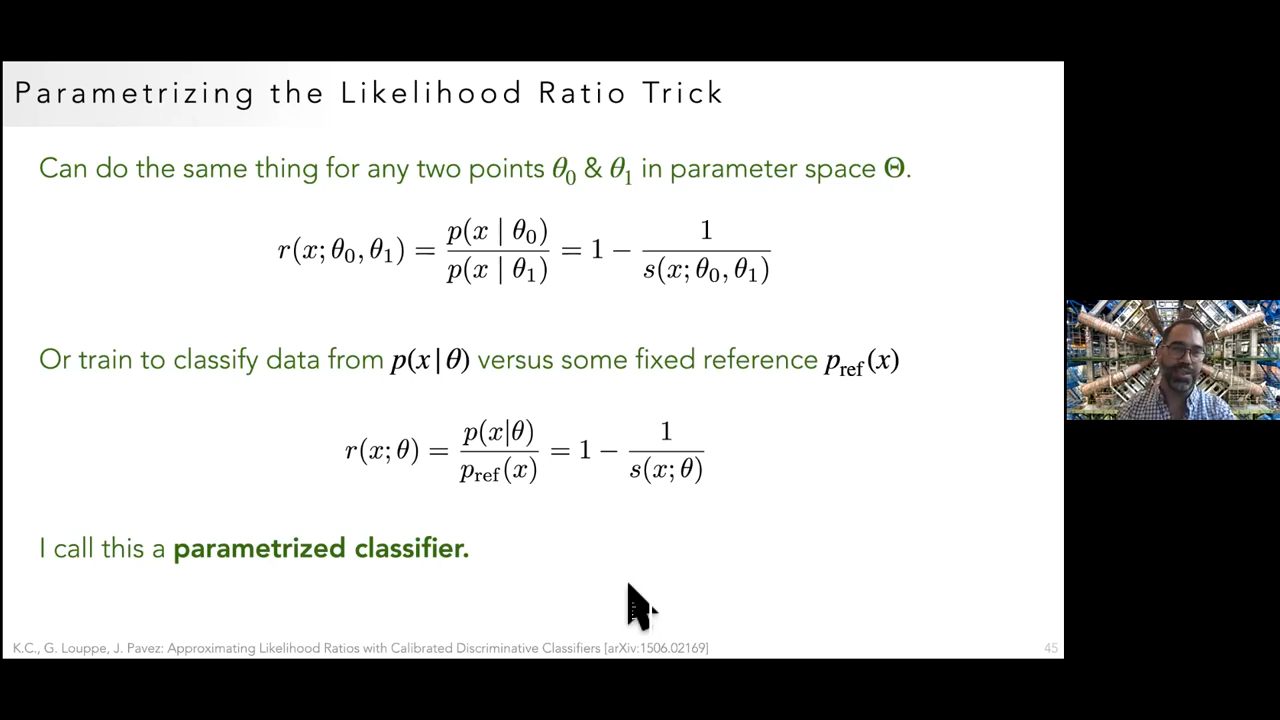 Parametrizing the Likelihood Ratio Trick
Can do the same thing for any two points θ₀ & θ₁ in parameter space Θ.
r(x; θ₀, θ₁) = p(x | θ₀) / p(x | θ₁) = 1 − 1 / s(x; θ₀, θ₁)
Or train to classify data from p(x|θ) versus some fixed reference p_ref(x)
r(x; θ) = p(x|θ) / p_ref(x) = 1 − 1 / s(x; θ)
I call this a parametrized classifier.
K.C., G. Louppe, J. Pavez: Approximating Likelihood Ratios with Calibrated Discriminative Classifiers [arXiv:1506.02169]
45